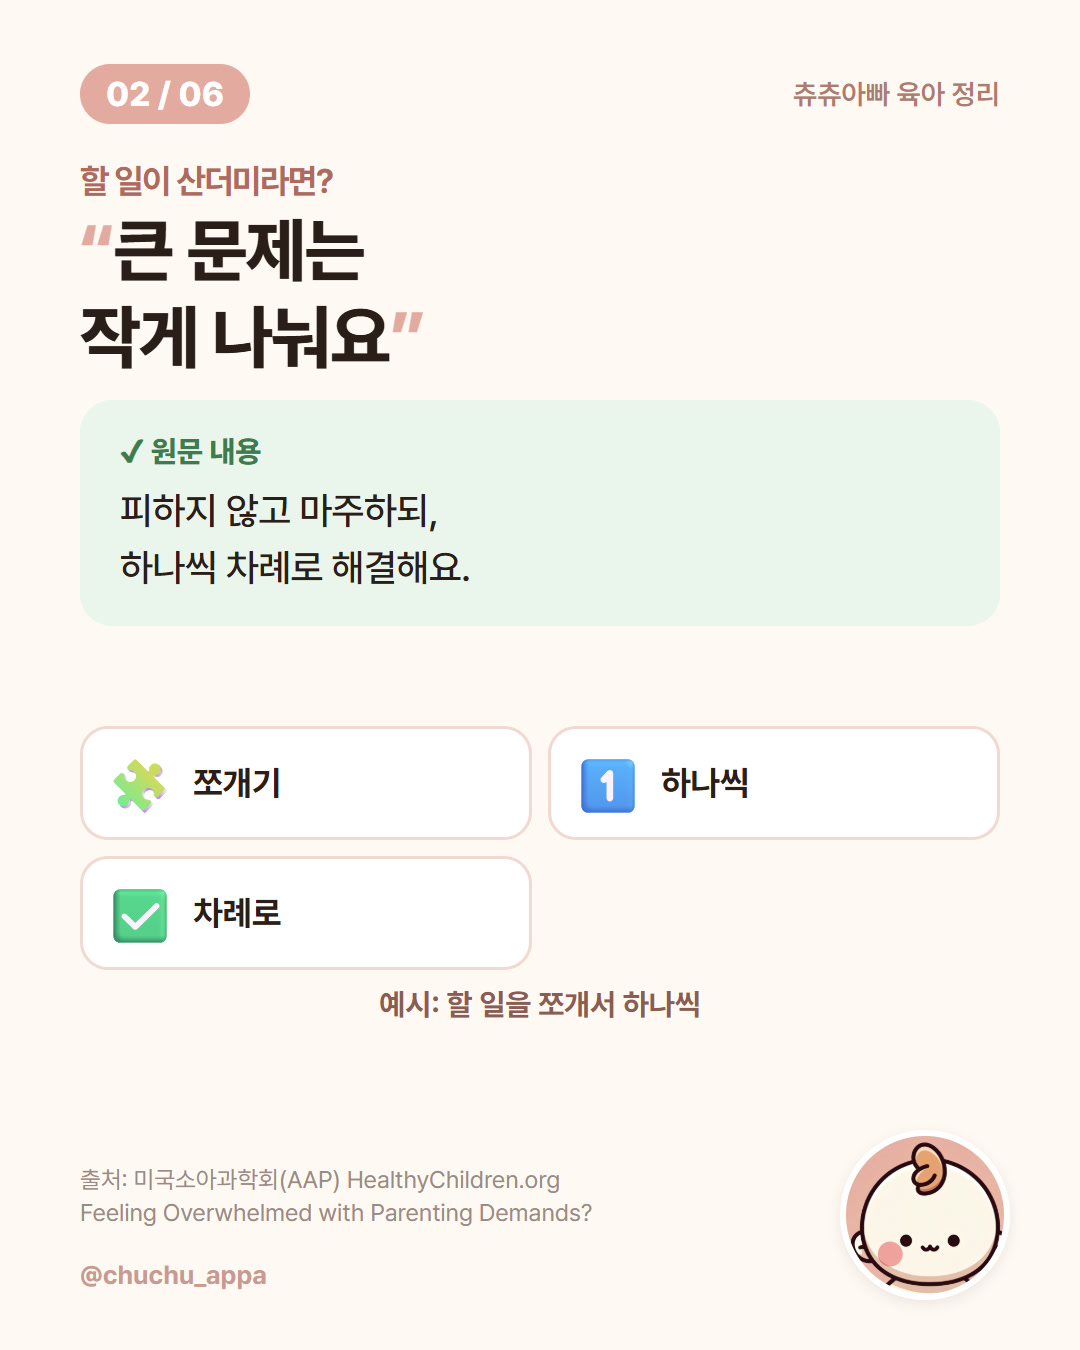 02 / 06
츄츄아빠 육아 정리
할 일이 산더미라면?
“큰 문제는
작게 나눠요”
✓ 원문 내용
피하지 않고 마주하되,
하나씩 차례로 해결해요.
쪼개기
1 하나씩
차례로
예시: 할 일을 쪼개서 하나씩
출처: 미국소아과학회(AAP) HealthyChildren.org
Feeling Overwhelmed with Parenting Demands?
@chuchu_appa